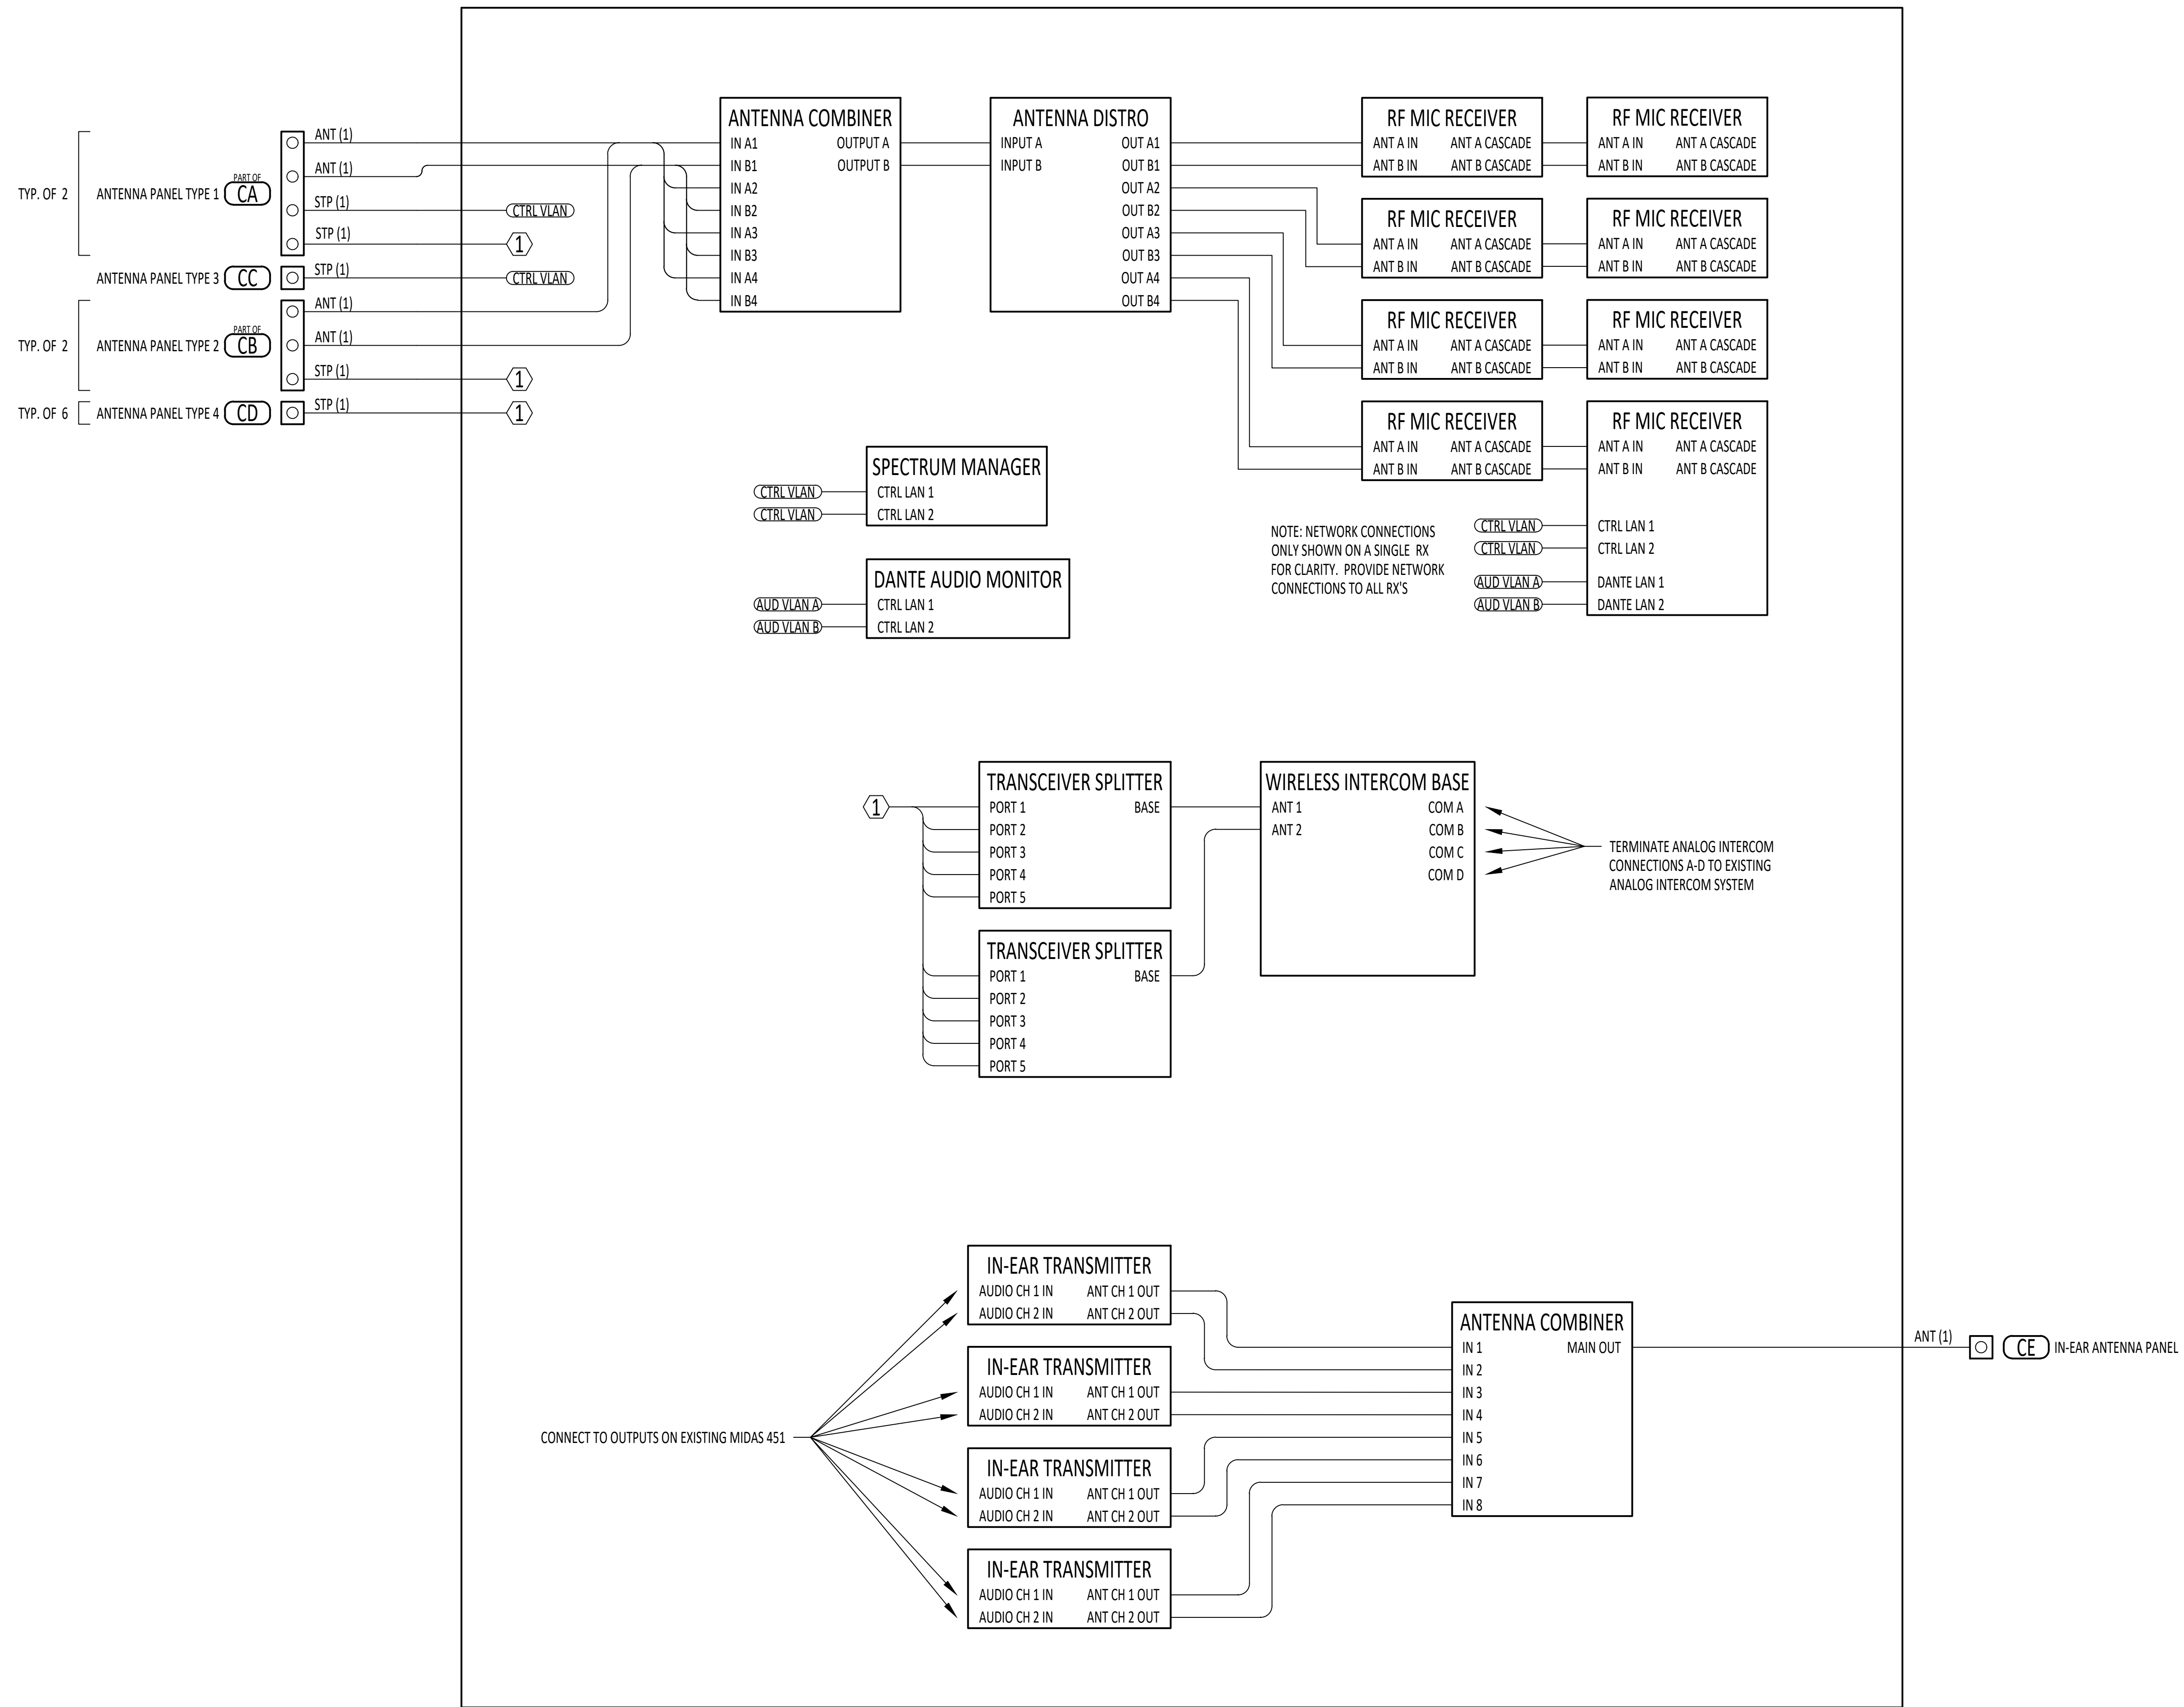 TYP. OF 2
ANTENNA PANEL TYPE 1
PART OF
CA
ANT (1)
ANT (1)
STP (1)
CTRL VLAN
STP (1)
1
ANTENNA PANEL TYPE 3
CC
STP (1)
CTRL VLAN
TYP. OF 2
ANTENNA PANEL TYPE 2
PART OF
CB
ANT (1)
ANT (1)
STP (1)
1
TYP. OF 6
ANTENNA PANEL TYPE 4
CD
STP (1)
1
ANTENNA COMBINER
IN A1 OUTPUT A
IN B1 OUTPUT B
IN A2
IN B2
IN A3
IN B3
IN A4
IN B4
ANTENNA DISTRO
INPUT A OUT A1
INPUT B OUT B1
OUT A2
OUT B2
OUT A3
OUT B3
OUT A4
OUT B4
RF MIC RECEIVER
ANT A IN ANT A CASCADE
ANT B IN ANT B CASCADE
RF MIC RECEIVER
ANT A IN ANT A CASCADE
ANT B IN ANT B CASCADE
RF MIC RECEIVER
ANT A IN ANT A CASCADE
ANT B IN ANT B CASCADE
RF MIC RECEIVER
ANT A IN ANT A CASCADE
ANT B IN ANT B CASCADE
RF MIC RECEIVER
ANT A IN ANT A CASCADE
ANT B IN ANT B CASCADE
RF MIC RECEIVER
ANT A IN ANT A CASCADE
ANT B IN ANT B CASCADE
RF MIC RECEIVER
ANT A IN ANT A CASCADE
ANT B IN ANT B CASCADE
RF MIC RECEIVER
ANT A IN ANT A CASCADE
ANT B IN ANT B CASCADE
CTRL VLAN CTRL LAN 1
CTRL VLAN CTRL LAN 2
AUD VLAN A DANTE LAN 1
AUD VLAN B DANTE LAN 2
NOTE: NETWORK CONNECTIONS
ONLY SHOWN ON A SINGLE RX
FOR CLARITY. PROVIDE NETWORK
CONNECTIONS TO ALL RX'S
SPECTRUM MANAGER
CTRL VLAN CTRL LAN 1
CTRL VLAN CTRL LAN 2
DANTE AUDIO MONITOR
AUD VLAN A CTRL LAN 1
AUD VLAN B CTRL LAN 2
1
TRANSCEIVER SPLITTER
PORT 1 BASE
PORT 2
PORT 3
PORT 4
PORT 5
TRANSCEIVER SPLITTER
PORT 1 BASE
PORT 2
PORT 3
PORT 4
PORT 5
WIRELESS INTERCOM BASE
ANT 1 COM A
ANT 2 COM B
COM C
COM D
TERMINATE ANALOG INTERCOM
CONNECTIONS A-D TO EXISTING
ANALOG INTERCOM SYSTEM
CONNECT TO OUTPUTS ON EXISTING MIDAS 451
IN-EAR TRANSMITTER
AUDIO CH 1 IN ANT CH 1 OUT
AUDIO CH 2 IN ANT CH 2 OUT
IN-EAR TRANSMITTER
AUDIO CH 1 IN ANT CH 1 OUT
AUDIO CH 2 IN ANT CH 2 OUT
IN-EAR TRANSMITTER
AUDIO CH 1 IN ANT CH 1 OUT
AUDIO CH 2 IN ANT CH 2 OUT
IN-EAR TRANSMITTER
AUDIO CH 1 IN ANT CH 1 OUT
AUDIO CH 2 IN ANT CH 2 OUT
ANTENNA COMBINER
IN 1 MAIN OUT
IN 2
IN 3
IN 4
IN 5
IN 6
IN 7
IN 8
ANT (1)
CE
IN-EAR ANTENNA PANEL